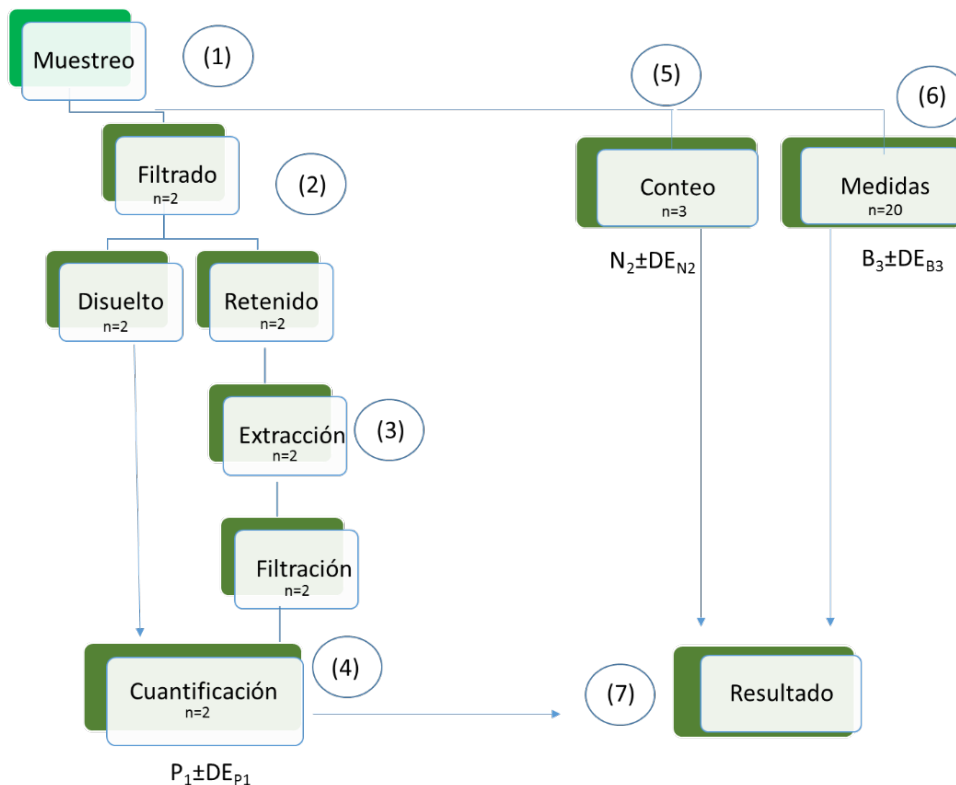 Muestreo
(1)
(5)
(6)
Filtrado
n=2
(2)
Conteo
n=3
Medidas
n=20
N₂±DE_N2
B₃±DE_B3
Disuelto
n=2
Retenido
n=2
Extracción
n=2
(3)
Filtración
n=2
Cuantificación
n=2
(4)
(7)
Resultado
P₁±DE_P1